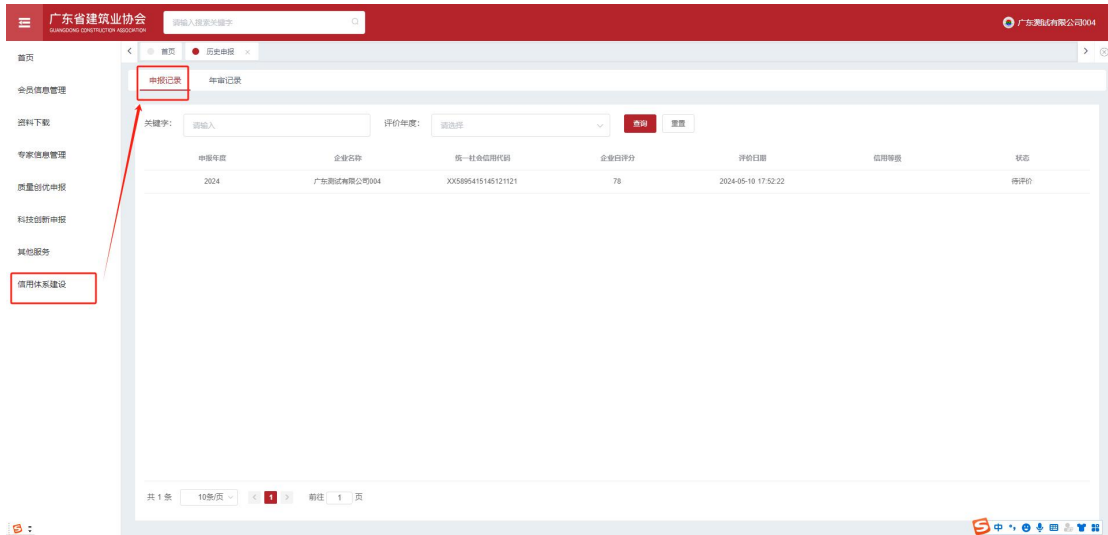 广东省建筑业协会
GUANGDONG CONSTRUCTION ASSOCIATION
请输入搜索关键字
广东测试有限公司004
首页
会员信息管理
资料下载
专家信息管理
质量创优申报
科技创新申报
其他服务
信用体系建设
首页 历史申报 ×
申报记录 年审记录
关键字: 请输入 评价年度: 请选择 查询 重置
申报年度 企业名称 统一社会信用代码 企业自评分 评价日期 信用等级 状态
2024 广东测试有限公司004 XX5895415145121121 78 2024-05-10 17:52:22 待评价
共 1 条 10条/页 < 1 > 前往 1 页
中